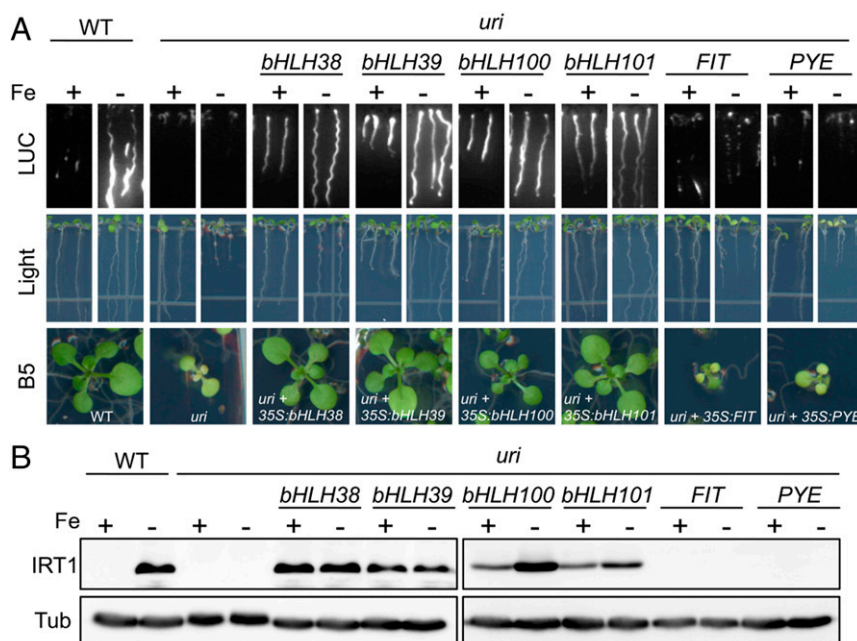 A
WT uri
bHLH38 bHLH39 bHLH100 bHLH101 FIT PYE
Fe + - + - + - + - + - + - + - + -
LUC
Light
B5
WT
uri
uri + 35S:bHLH38
uri + 35S:bHLH39
uri + 35S:bHLH100
uri + 35S:bHLH101
uri + 35S:FIT
uri + 35S:PYE
B
WT uri
bHLH38 bHLH39 bHLH100 bHLH101 FIT PYE
Fe + - + - + - + - + - + - + - + -
IRT1
Tub